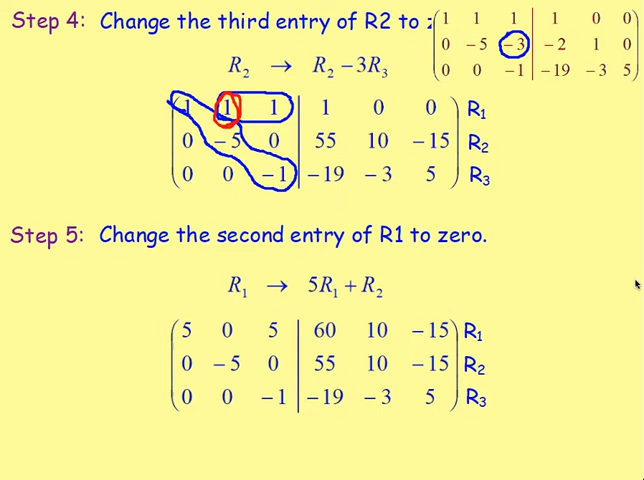 Step 4: Change the third entry of R2 to
( 1 1 1 | 1 0 0 )
( 0 -5 -3 | -2 1 0 )
( 0 0 -1 | -19 -3 5 )
R₂ → R₂ -3R₃
( 1 1 1 | 1 0 0 ) R₁
( 0 -5 0 | 55 10 -15 ) R₂
( 0 0 -1 | -19 -3 5 ) R₃
Step 5: Change the second entry of R1 to zero.
R₁ → 5R₁ + R₂
( 5 0 5 | 60 10 -15 ) R₁
( 0 -5 0 | 55 10 -15 ) R₂
( 0 0 -1 | -19 -3 5 ) R₃